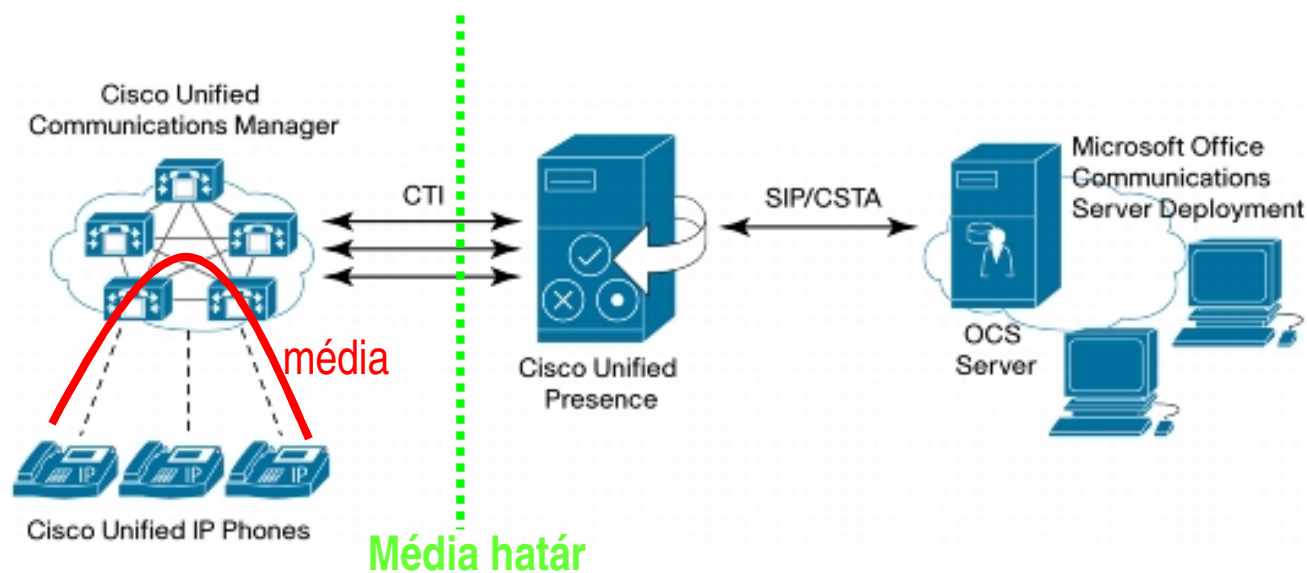 Cisco Unified
Communications Manager
CTI
SIP/CSTA
Microsoft Office
Communications
Server Deployment
média
OCS
Server
Cisco Unified
Presence
IP
IP
IP
Cisco Unified IP Phones
Média határ